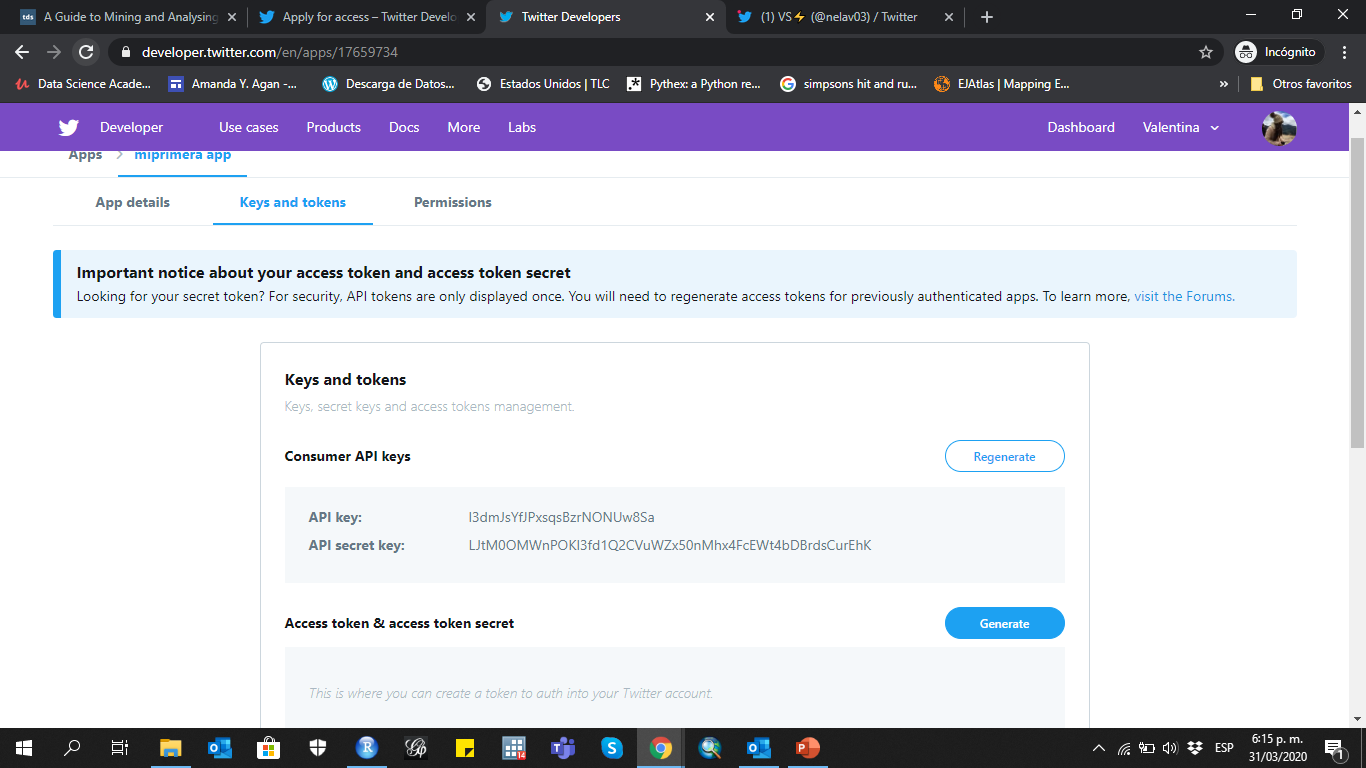 A Guide to Mining and Analysing
Apply for access – Twitter Develo
Twitter Developers
(1) VS⚡ (@nelav03) / Twitter
developer.twitter.com/en/apps/17659734
Incógnito
Data Science Acade...
Amanda Y. Agan -...
Descarga de Datos...
Estados Unidos | TLC
Pythex: a Python re...
simpsons hit and ru...
EJAtlas | Mapping E...
»
Otros favoritos
Developer
Use cases
Products
Docs
More
Labs
Dashboard
Valentina
Apps
miprimera app
App details
Keys and tokens
Permissions
Important notice about your access token and access token secret
Looking for your secret token? For security, API tokens are only displayed once. You will need to regenerate access tokens for previously authenticated apps. To learn more, visit the Forums.
Keys and tokens
Keys, secret keys and access tokens management.
Consumer API keys
Regenerate
API key:
API secret key:
Access token & access token secret
Generate
This is where you can create a token to auth into your Twitter account.
ESP
6:15 p. m.
31/03/2020